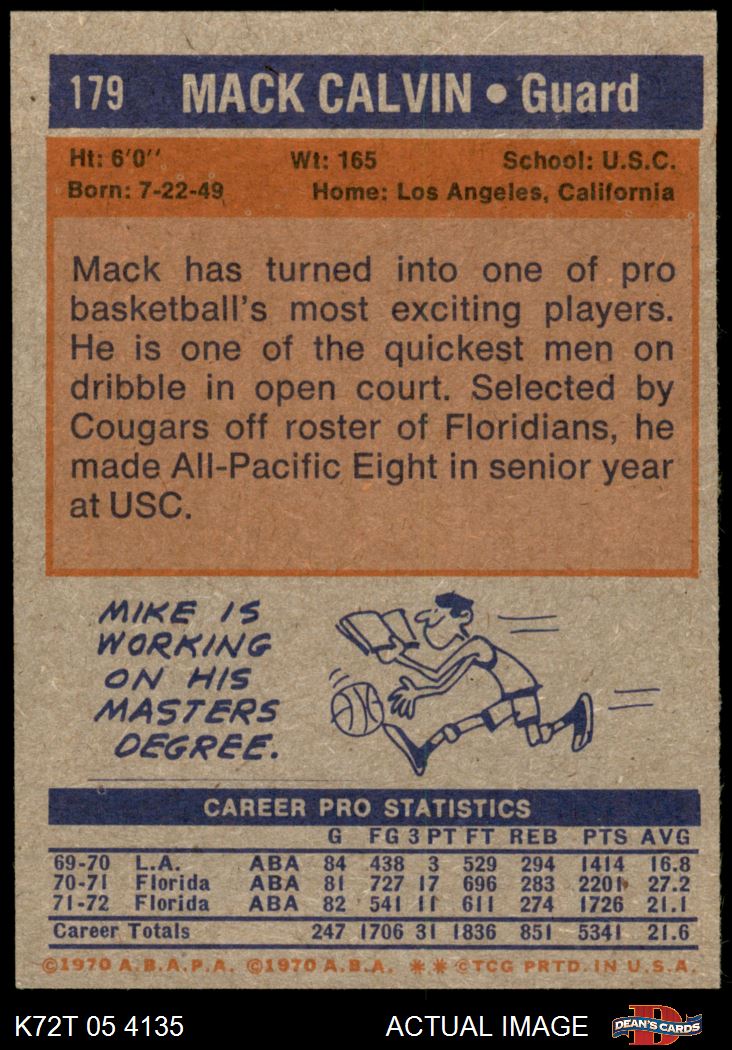 179 MACK CALVIN • Guard
Ht: 6'0'' Wt: 165 School: U.S.C.
Born: 7-22-49 Home: Los Angeles, California
Mack has turned into one of pro
basketball's most exciting players.
He is one of the quickest men on
dribble in open court. Selected by
Cougars off roster of Floridians, he
made All-Pacific Eight in senior year
at USC.
MIKE IS
WORKING
ON HIS
MASTERS
DEGREE.
CAREER PRO STATISTICS
G FG 3 PT FT REB PTS AVG
69-70 L.A. ABA 84 438 3 529 294 1414 16.8
70-71 Florida ABA 81 727 17 696 283 2201 27.2
71-72 Florida ABA 82 541 11 611 274 1726 21.1
Career Totals 247 1706 31 1836 851 5341 21.6
©1970 A.B.A.P.A. ©1970 A.B.A. ** ©TCG PRTD. IN U.S.A.
K72T 05 4135 ACTUAL IMAGE D DEAN'S CARDS